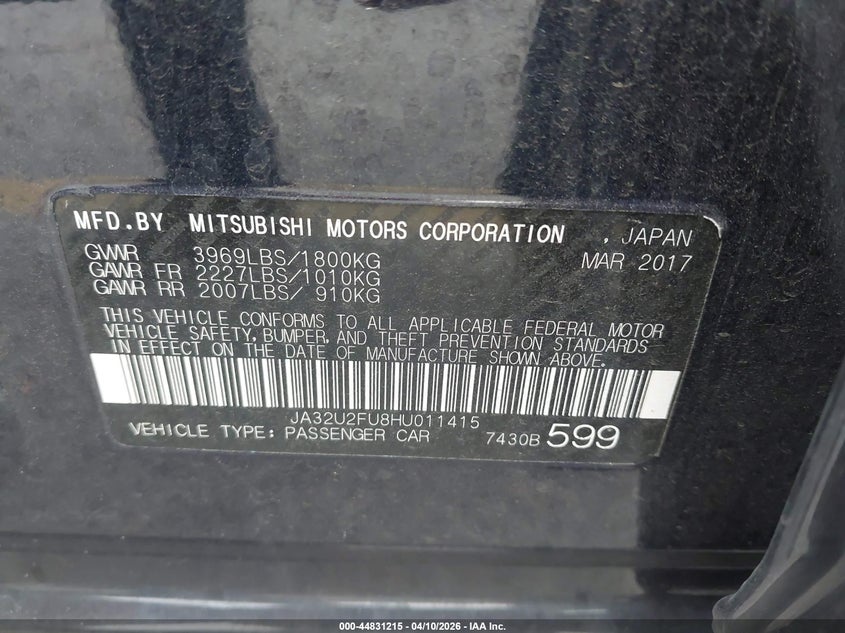 MFD.BY MITSUBISHI MOTORS CORPORATION , JAPAN
GVWR 3969LBS/1800KG MAR 2017
GAWR FR 2227LBS/1010KG
GAWR RR 2007LBS/ 910KG
THIS VEHICLE CONFORMS TO ALL APPLICABLE FEDERAL MOTOR
VEHICLE SAFETY, BUMPER, AND THEFT PREVENTION STANDARDS
IN EFFECT ON THE DATE OF MANUFACTURE SHOWN ABOVE.
JA32U2FU8HU011415
VEHICLE TYPE: PASSENGER CAR 7430B 599
000-44831215 - 04/10/2026 - IAA Inc.